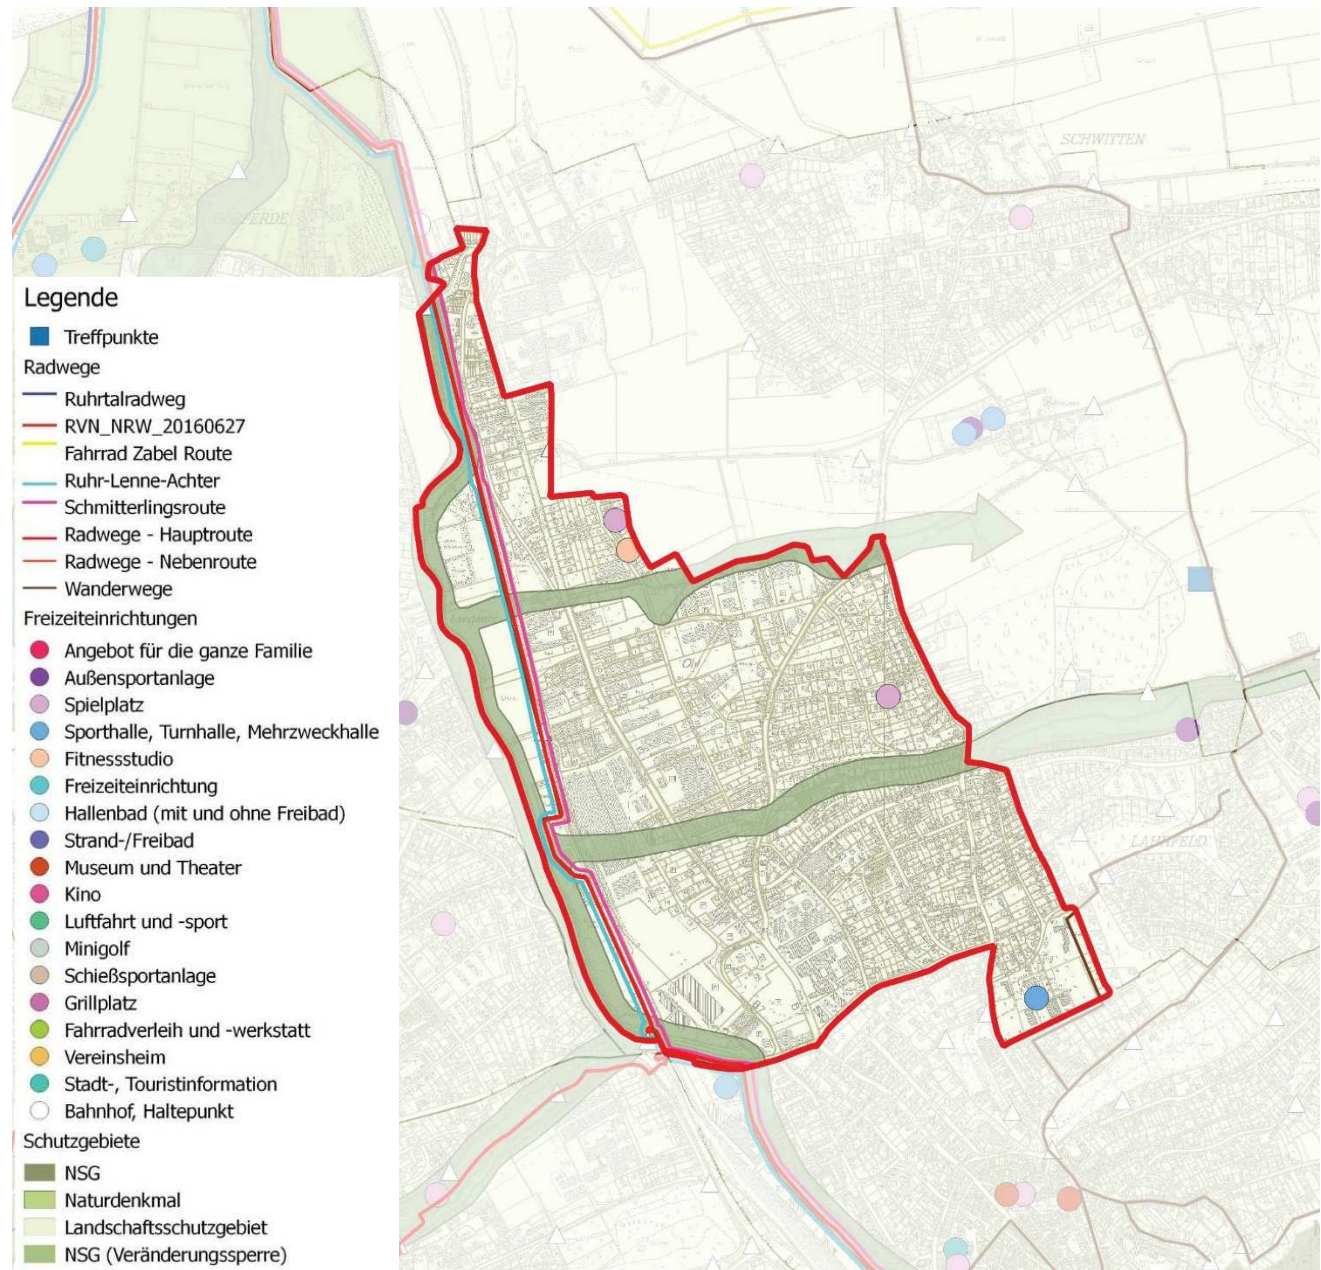 SCHWITTEN
Legende
Treffpunkte
Radwege
Ruhrtalradweg
RVN_NRW_20160627
Fahrrad Zabel Route
Ruhr-Lenne-Achter
Schmitterlingsroute
Radwege - Hauptroute
Radwege - Nebenroute
Wanderwege
Freizeiteinrichtungen
Angebot für die ganze Familie
Außensportanlage
Spielplatz
Sporthalle, Turnhalle, Mehrzweckhalle
Fitnessstudio
Freizeiteinrichtung
Hallenbad (mit und ohne Freibad)
Strand-/Freibad
Museum und Theater
Kino
Luftfahrt und -sport
Minigolf
Schießsportanlage
Grillplatz
Fahrradverleih und -werkstatt
Vereinsheim
Stadt-, Touristinformation
Bahnhof, Haltepunkt
Schutzgebiete
NSG
Naturdenkmal
Landschaftsschutzgebiet
NSG (Veränderungssperre)
LAHRFELD